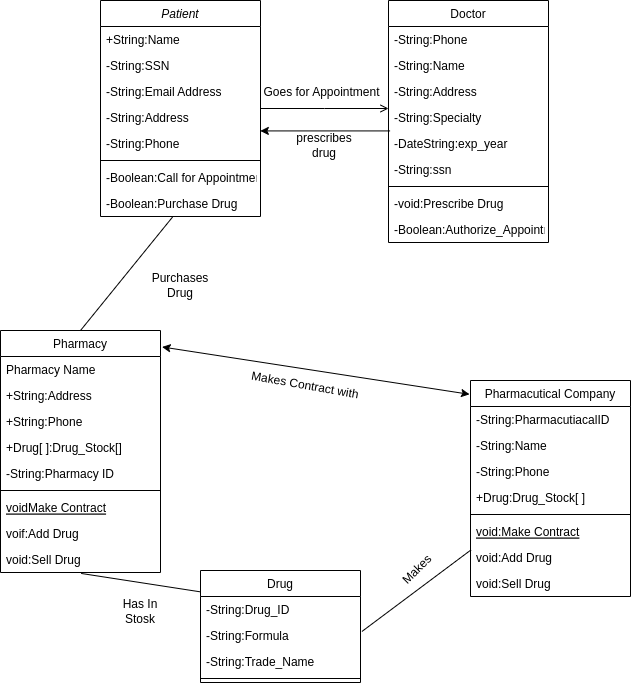 Patient
+String:Name
-String:SSN
-String:Email Address
-String:Address
-String:Phone
-Boolean:Call for Appointme
-Boolean:Purchase Drug
Goes for Appointment
prescribes
drug
Doctor
-String:Phone
-String:Name
-String:Address
-String:Specialty
-DateString:exp_year
-String:ssn
-void:Prescribe Drug
-Boolean:Authorize_Appoint
Purchases
Drug
Pharmacy
Pharmacy Name
+String:Address
+String:Phone
+Drug[ ]:Drug_Stock[]
-String:Pharmacy ID
voidMake Contract
voif:Add Drug
void:Sell Drug
Makes Contract with
Pharmacutical Company
-String:PharmacutiacalID
-String:Name
-String:Phone
+Drug:Drug_Stock[ ]
void:Make Contract
void:Add Drug
void:Sell Drug
Has In
Stosk
Makes
Drug
-String:Drug_ID
-String:Formula
-String:Trade_Name